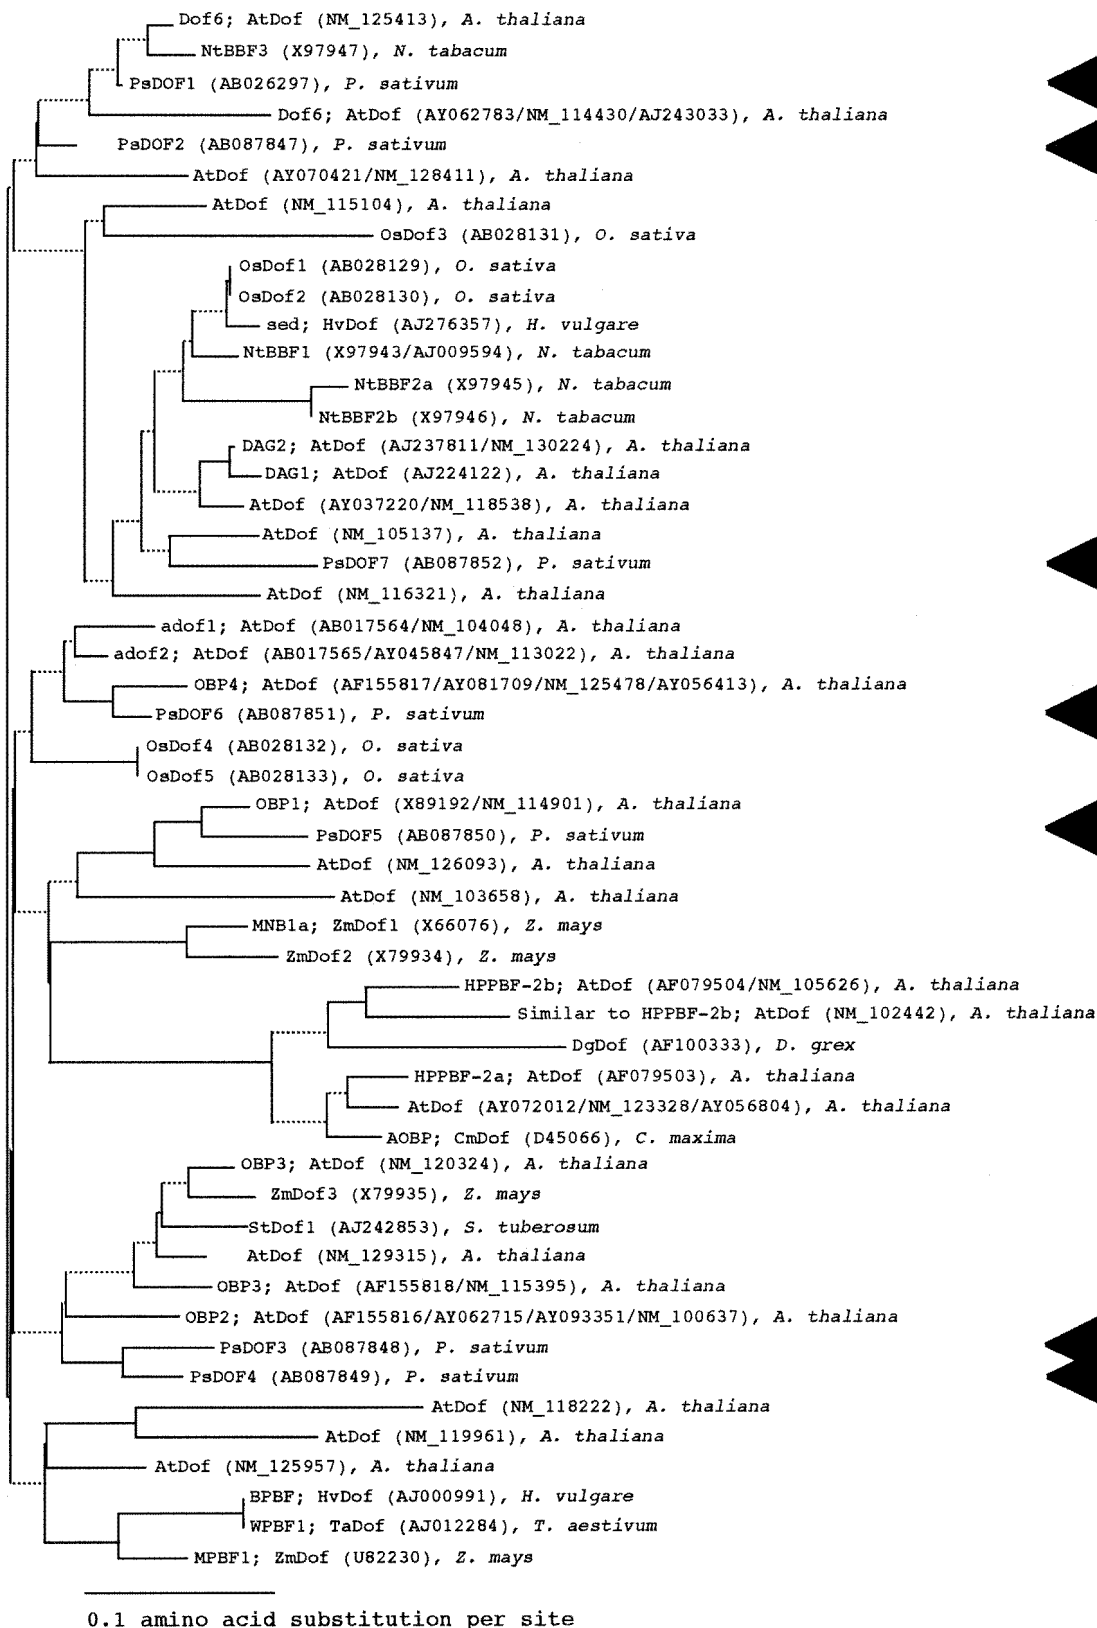 Dof6; AtDof (NM_125413), A. thaliana
NtBBF3 (X97947), N. tabacum
PsDOF1 (AB026297), P. sativum
Dof6; AtDof (AY062783/NM_114430/AJ243033), A. thaliana
PsDOF2 (AB087847), P. sativum
AtDof (AY070421/NM_128411), A. thaliana
AtDof (NM_115104), A. thaliana
OsDof3 (AB028131), O. sativa
OsDof1 (AB028129), O. sativa
OsDof2 (AB028130), O. sativa
sed; HvDof (AJ276357), H. vulgare
NtBBF1 (X97943/AJ009594), N. tabacum
NtBBF2a (X97945), N. tabacum
NtBBF2b (X97946), N. tabacum
DAG2; AtDof (AJ237811/NM_130224), A. thaliana
DAG1; AtDof (AJ224122), A. thaliana
AtDof (AY037220/NM_118538), A. thaliana
AtDof (NM_105137), A. thaliana
PsDOF7 (AB087852), P. sativum
AtDof (NM_116321), A. thaliana
adof1; AtDof (AB017564/NM_104048), A. thaliana
adof2; AtDof (AB017565/AY045847/NM_113022), A. thaliana
OBP4; AtDof (AF155817/AY081709/NM_125478/AY056413), A. thaliana
PsDOF6 (AB087851), P. sativum
OsDof4 (AB028132), O. sativa
OsDof5 (AB028133), O. sativa
OBP1; AtDof (X89192/NM_114901), A. thaliana
PsDOF5 (AB087850), P. sativum
AtDof (NM_126093), A. thaliana
AtDof (NM_103658), A. thaliana
MNB1a; ZmDof1 (X66076), Z. mays
ZmDof2 (X79934), Z. mays
HPPBF-2b; AtDof (AF079504/NM_105626), A. thaliana
Similar to HPPBF-2b; AtDof (NM_102442), A. thaliana
DgDof (AF100333), D. grex
HPPBF-2a; AtDof (AF079503), A. thaliana
AtDof (AY072012/NM_123328/AY056804), A. thaliana
AOBP; CmDof (D45066), C. maxima
OBP3; AtDof (NM_120324), A. thaliana
ZmDof3 (X79935), Z. mays
StDof1 (AJ242853), S. tuberosum
AtDof (NM_129315), A. thaliana
OBP3; AtDof (AF155818/NM_115395), A. thaliana
OBP2; AtDof (AF155816/AY062715/AY093351/NM_100637), A. thaliana
PsDOF3 (AB087848), P. sativum
PsDOF4 (AB087849), P. sativum
AtDof (NM_118222), A. thaliana
AtDof (NM_119961), A. thaliana
AtDof (NM_125957), A. thaliana
BPBF; HvDof (AJ000991), H. vulgare
WPBF1; TaDof (AJ012284), T. aestivum
MPBF1; ZmDof (U82230), Z. mays
0.1 amino acid substitution per site